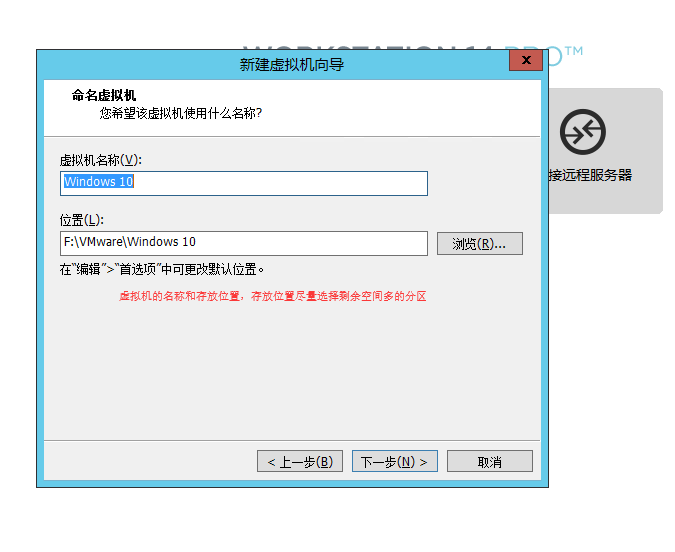 WORKSTATION 14 PRO™
新建虚拟机向导
x
命名虚拟机
您希望该虚拟机使用什么名称?
虚拟机名称(V):
Windows 10
位置(L):
F:\VMware\Windows 10
浏览(R)...
在“编辑”>“首选项”中可更改默认位置。
虚拟机的名称和存放位置，存放位置尽量选择剩余空间多的分区
< 上一步(B)
下一步(N) >
取消
接远程服务器